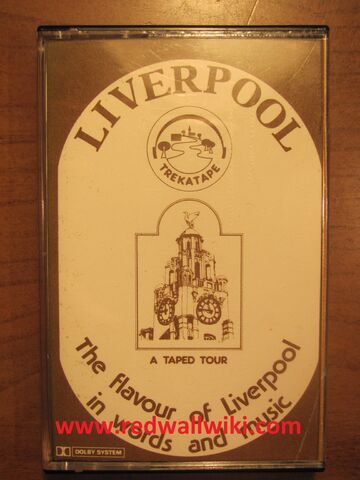 LIVERPOOL
TREKATAPE
A TAPED TOUR
The flavour of Liverpool
in words and music
www.redwallwiki.com
DOLBY SYSTEM